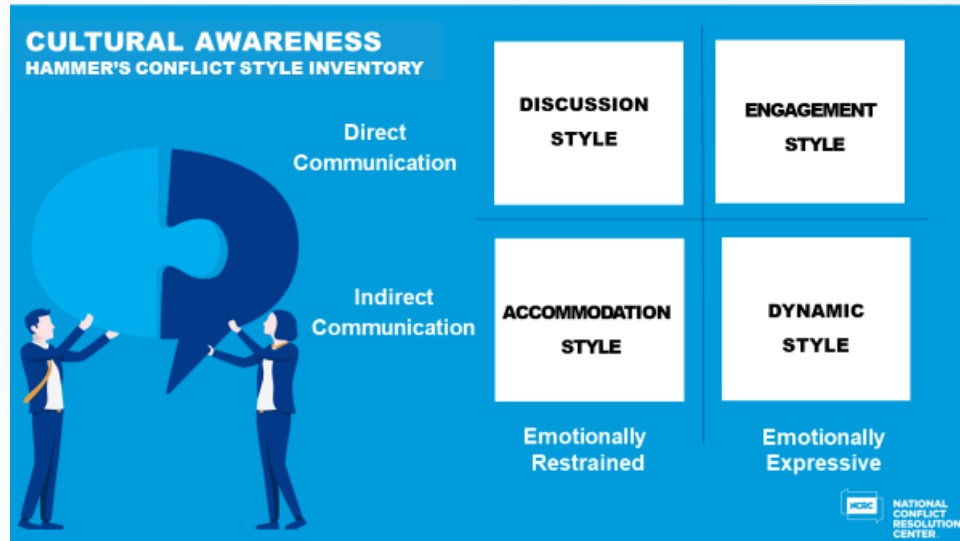 CULTURAL AWARENESS
HAMMER'S CONFLICT STYLE INVENTORY
Direct
Communication
DISCUSSION
STYLE
ENGAGEMENT
STYLE
Indirect
Communication
ACCOMMODATION
STYLE
DYNAMIC
STYLE
Emotionally
Restrained
Emotionally
Expressive
NCRC
NATIONAL
CONFLICT
RESOLUTION
CENTER